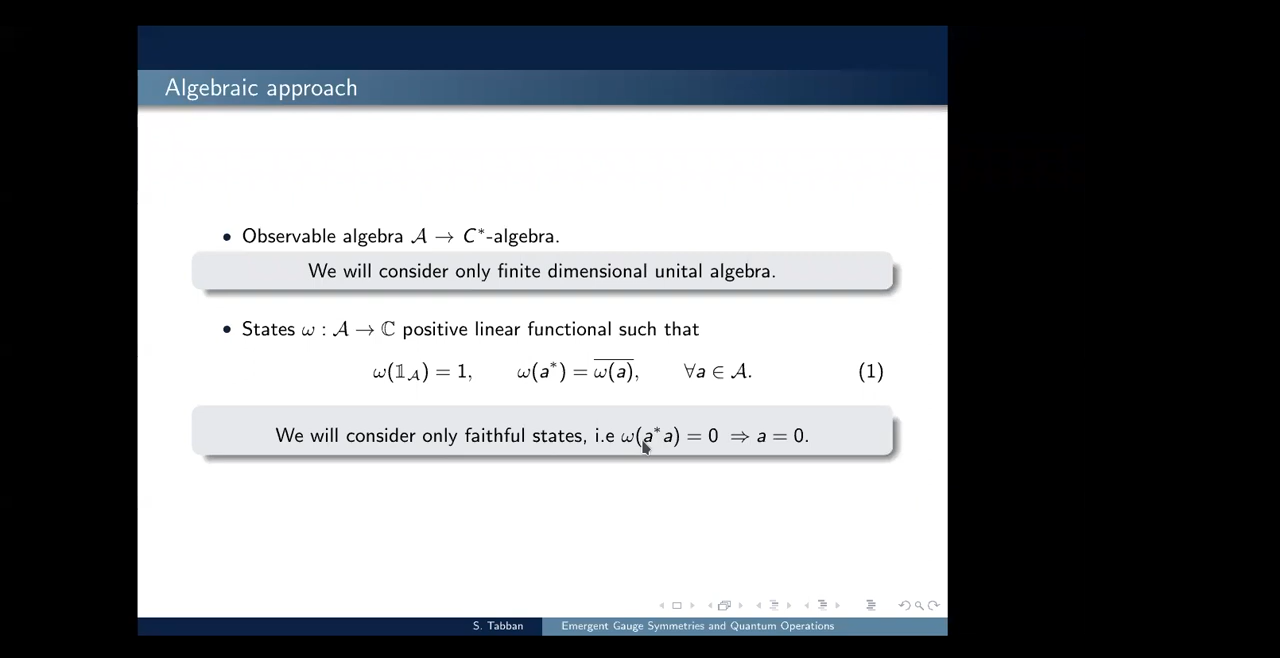 Algebraic approach
• Observable algebra 𝒜 → C*-algebra.
We will consider only finite dimensional unital algebra.
• States ω : 𝒜 → ℂ positive linear functional such that
ω(𝟙_𝒜) = 1, ω(a*) = \overline{ω(a)}, ∀a ∈ 𝒜. (1)
We will consider only faithful states, i.e ω(a*a) = 0 ⇒ a = 0.
S. Tabban Emergent Gauge Symmetries and Quantum Operations